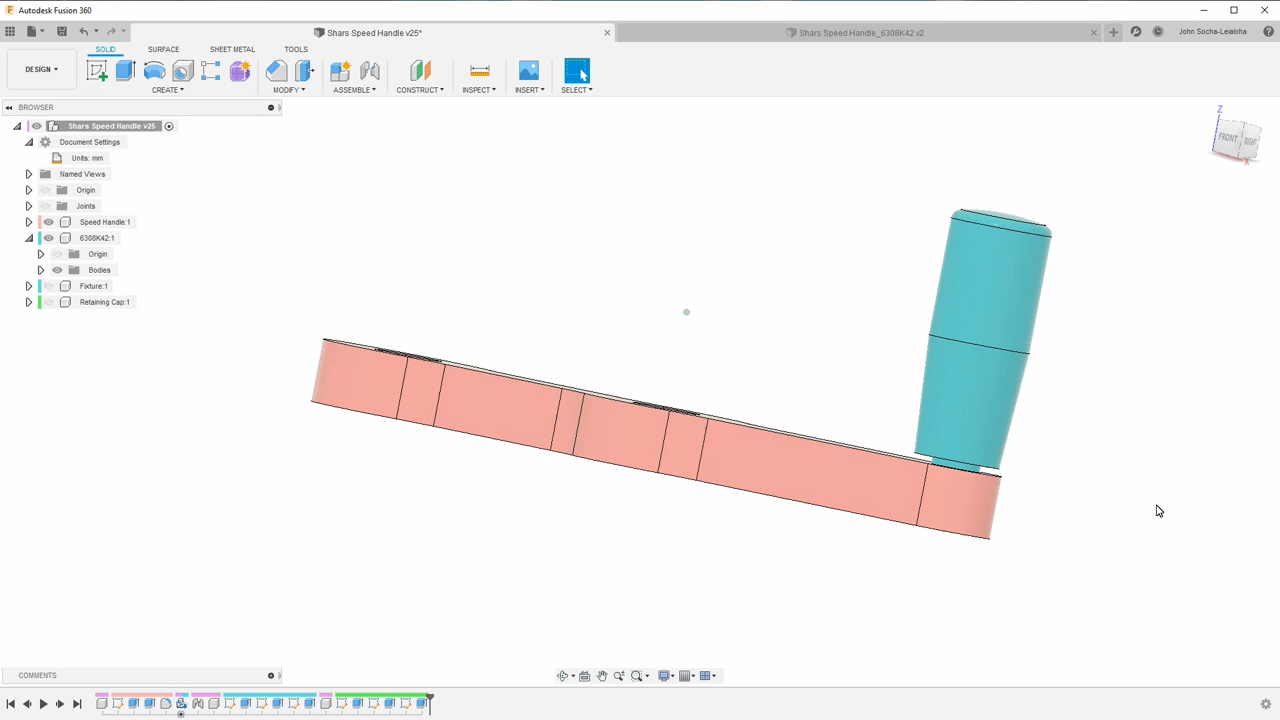 Autodesk Fusion 360
Shars Speed Handle v25*
Shars Speed Handle_6308K42 v2
John Socha-Leialoha
SOLID SURFACE SHEET METAL TOOLS
DESIGN
CREATE MODIFY ASSEMBLE CONSTRUCT INSPECT INSERT SELECT
BROWSER
Shars Speed Handle v25
Document Settings
Units: mm
Named Views
Origin
Joints
Speed Handle:1
6308K42:1
Origin
Bodies
Fixture:1
Retaining Cap:1
Z
FRONT RIGHT
X
COMMENTS